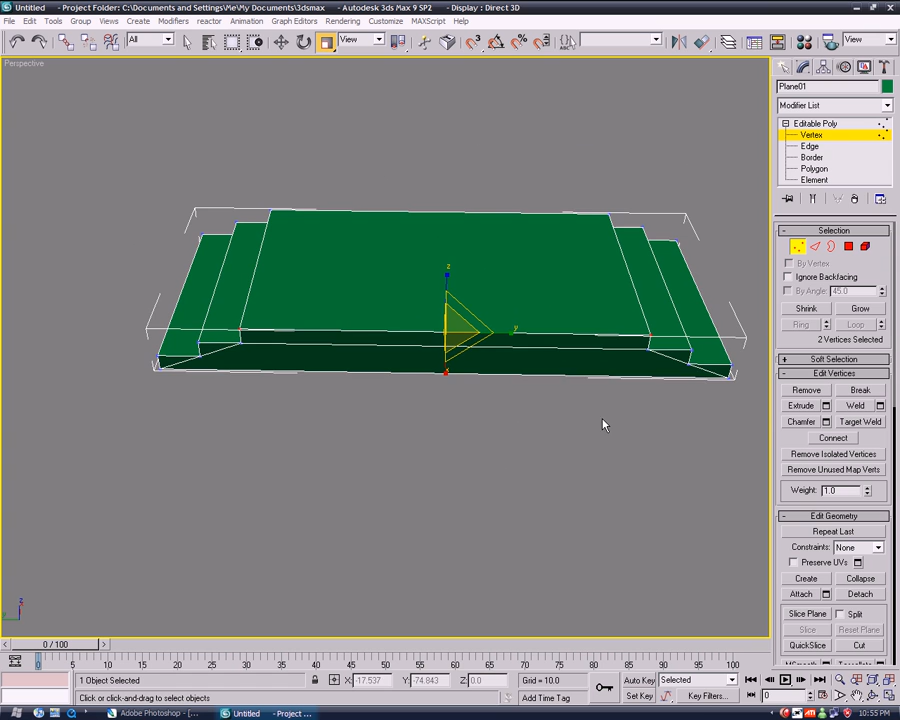 Untitled - Project Folder: C:\Documents and Settings\Me\My Documents\3dsmax - Autodesk 3ds Max 9 SP2 - Display : Direct 3D
File Edit Tools Group Views Create Modifiers reactor Animation Graph Editors Rendering Customize MAXScript Help
All View View
Perspective
Plane01
Modifier List
Editable Poly
Vertex
Edge
Border
Polygon
Element
Selection
By Vertex
Ignore Backfacing
By Angle: 45.0
Shrink Grow
Ring Loop
2 Vertices Selected
Soft Selection
Edit Vertices
Remove Break
Extrude Weld
Chamfer Target Weld
Connect
Remove Isolated Vertices
Remove Unused Map Verts
Weight: 1.0
Edit Geometry
Repeat Last
Constraints: None
Preserve UVs
Create Collapse
Attach Detach
Slice Plane Split
Slice Reset Plane
QuickSlice Cut
z
y
x
z
y
0 / 100
0 5 10 15 20 25 30 35 40 45 50 55 60 65 70 75 80 85 90 95 100
1 Object Selected X: -17.537 Y: -74.843 Z: 0.0 Grid = 10.0 Auto Key Selected
Click or click-and-drag to select objects Add Time Tag Set Key Key Filters... 0
start Adobe Photoshop - [... Untitled - Project ... 10:55 PM